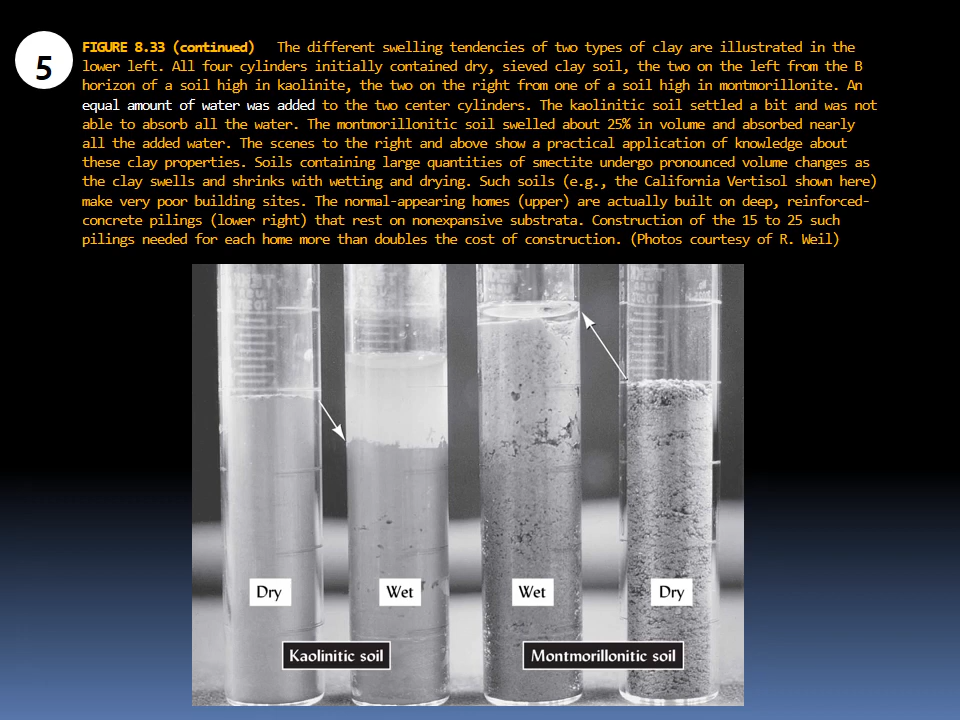 5
FIGURE 8.33 (continued) The different swelling tendencies of two types of clay are illustrated in the
lower left. All four cylinders initially contained dry, sieved clay soil, the two on the left from the B
horizon of a soil high in kaolinite, the two on the right from one of a soil high in montmorillonite. An
equal amount of water was added to the two center cylinders. The kaolinitic soil settled a bit and was not
able to absorb all the water. The montmorillonitic soil swelled about 25% in volume and absorbed nearly
all the added water. The scenes to the right and above show a practical application of knowledge about
these clay properties. Soils containing large quantities of smectite undergo pronounced volume changes as
the clay swells and shrinks with wetting and drying. Such soils (e.g., the California Vertisol shown here)
make very poor building sites. The normal-appearing homes (upper) are actually built on deep, reinforced-
concrete pilings (lower right) that rest on nonexpansive substrata. Construction of the 15 to 25 such
pilings needed for each home more than doubles the cost of construction. (Photos courtesy of R. Weil)
Dry
Wet
Wet
Dry
Kaolinitic soil
Montmorillonitic soil